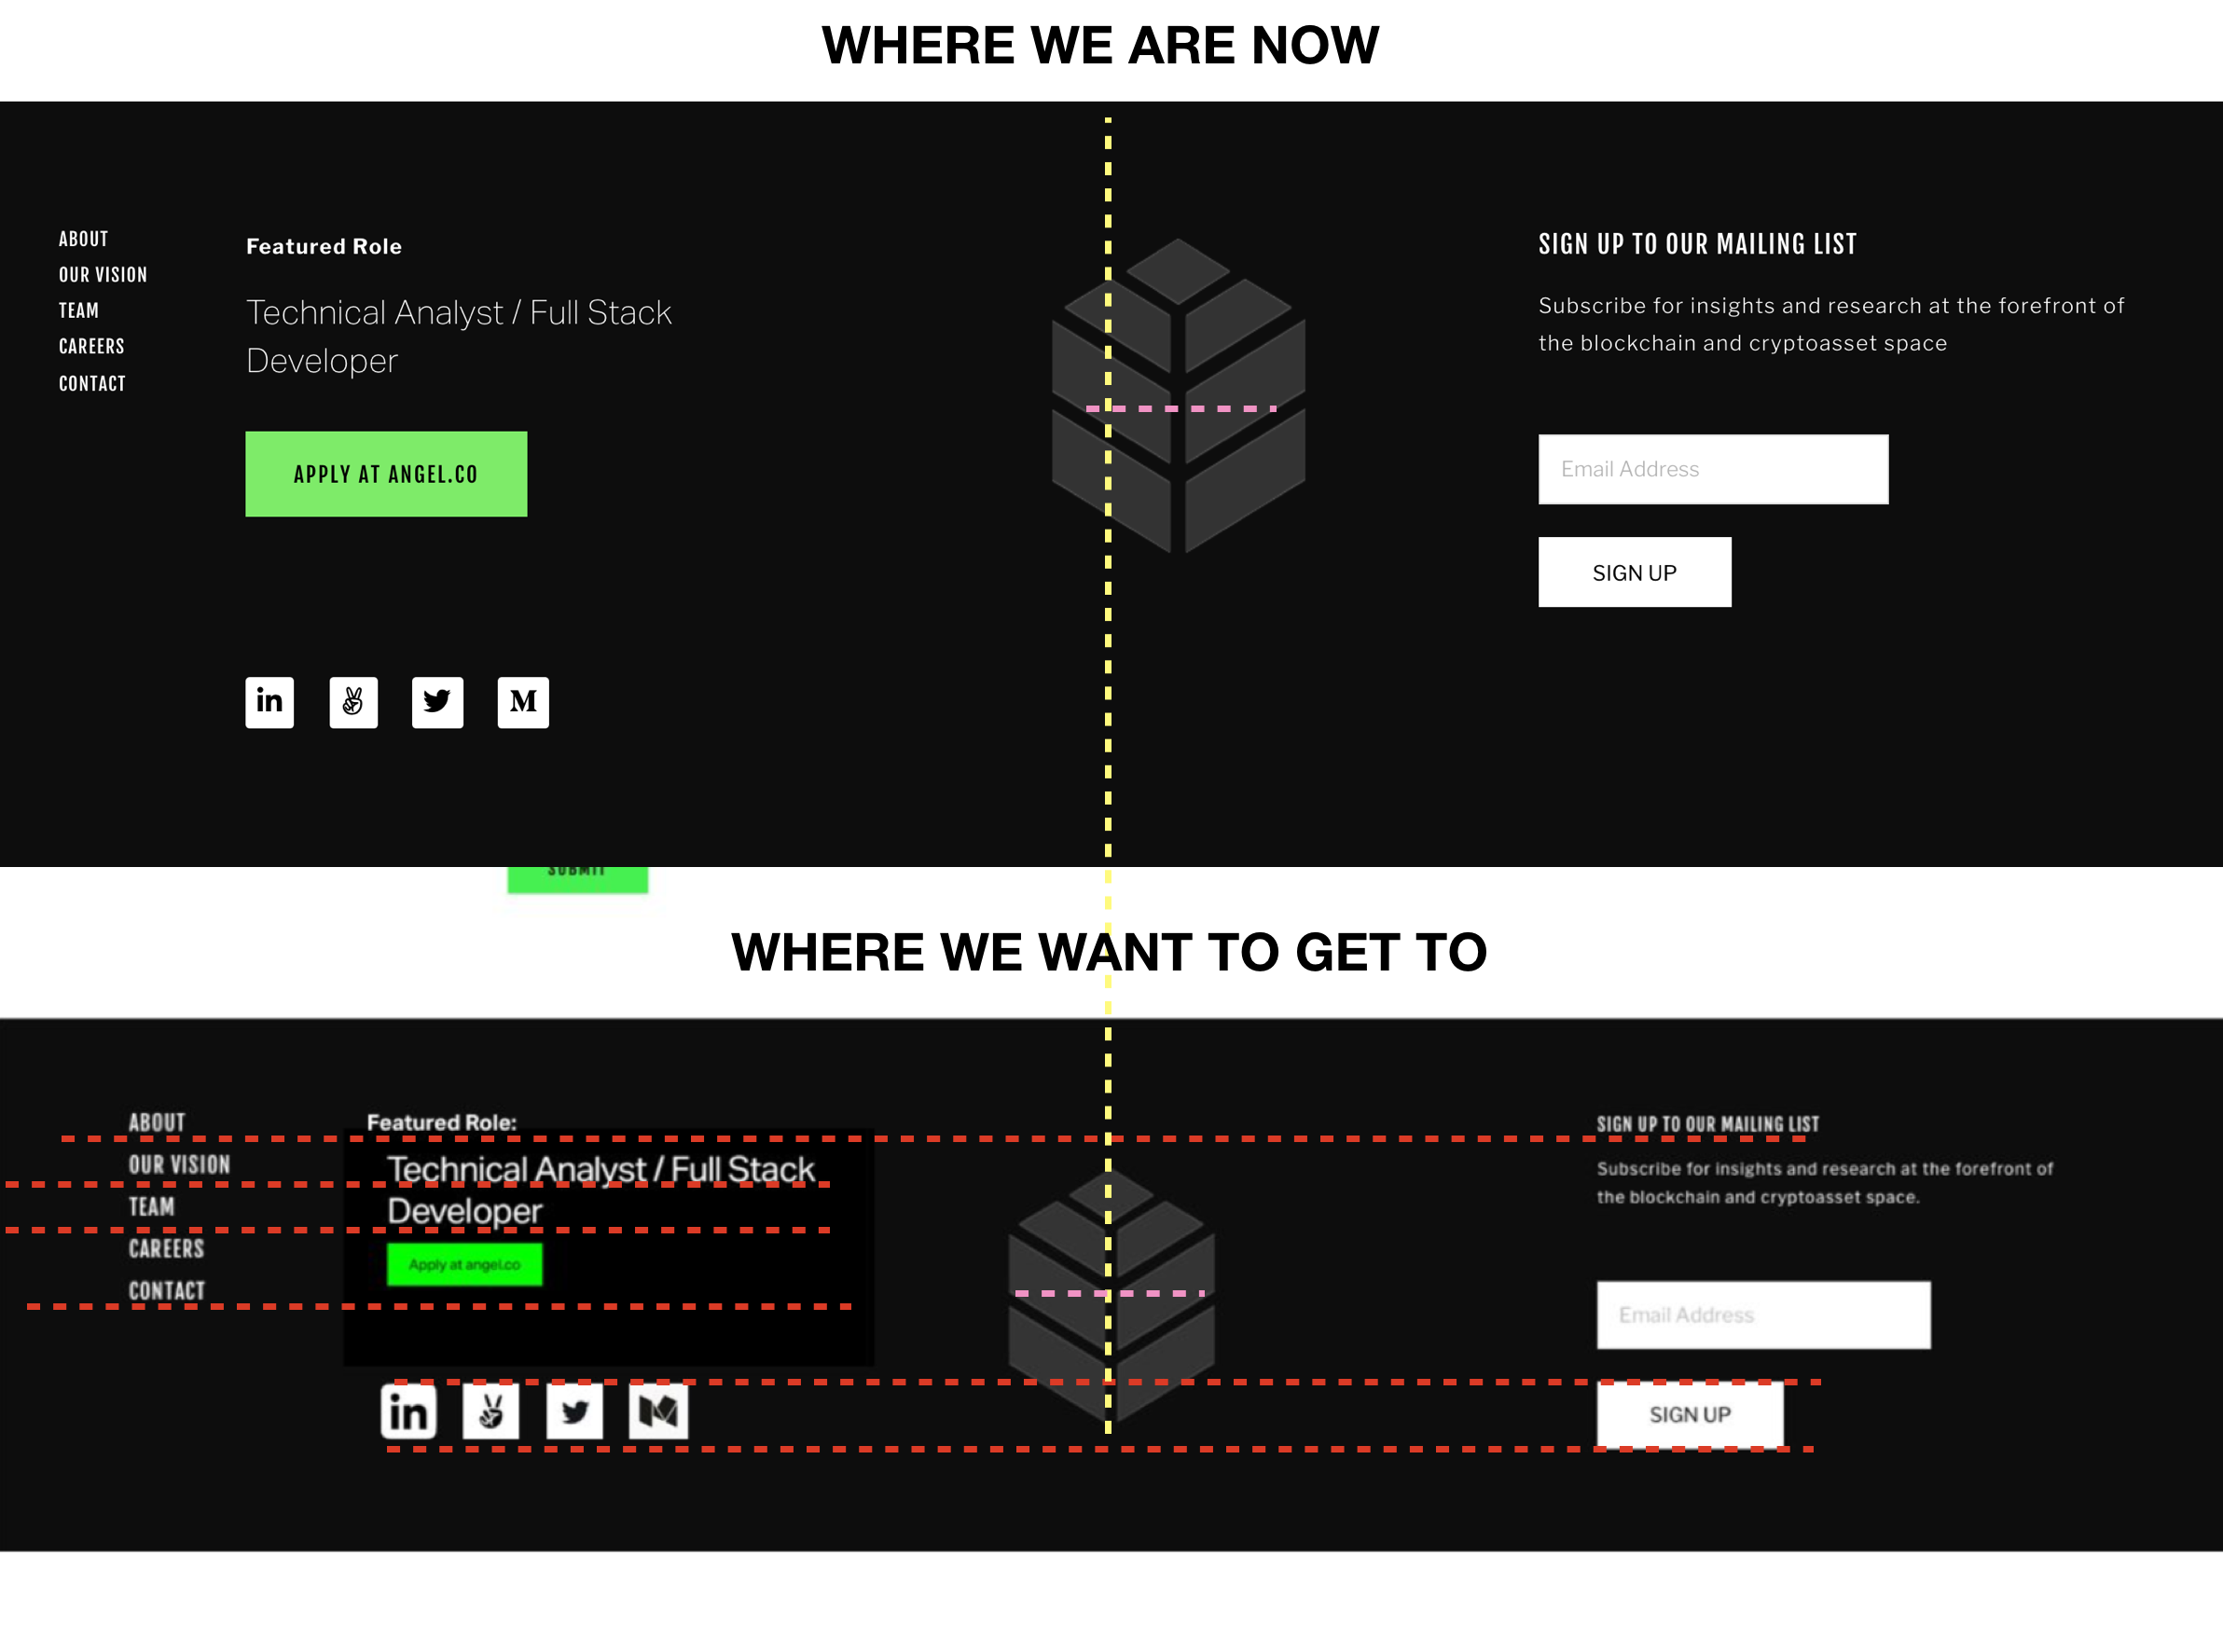 WHERE WE ARE NOW
ABOUT
OUR VISION
TEAM
CAREERS
CONTACT
Featured Role
Technical Analyst / Full Stack
Developer
APPLY AT ANGEL.CO
in
M
SIGN UP TO OUR MAILING LIST
Subscribe for insights and research at the forefront of
the blockchain and cryptoasset space
Email Address
SIGN UP
SUBMIT
WHERE WE WANT TO GET TO
ABOUT
OUR VISION
TEAM
CAREERS
CONTACT
Featured Role:
Technical Analyst / Full Stack
Developer
Apply at angel.co
in
SIGN UP TO OUR MAILING LIST
Subscribe for insights and research at the forefront of
the blockchain and cryptoasset space.
Email Address
SIGN UP